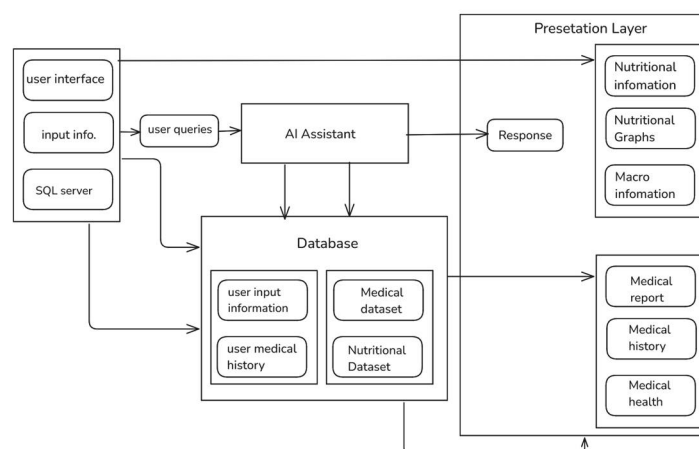 Presetation Layer
user interface
input info.
SQL server
user queries
AI Assistant
Response
Nutritional
infomation
Nutritional
Graphs
Macro
infomation
Database
user input
information
user medical
history
Medical
dataset
Nutritional
Dataset
Medical
report
Medical
history
Medical
health